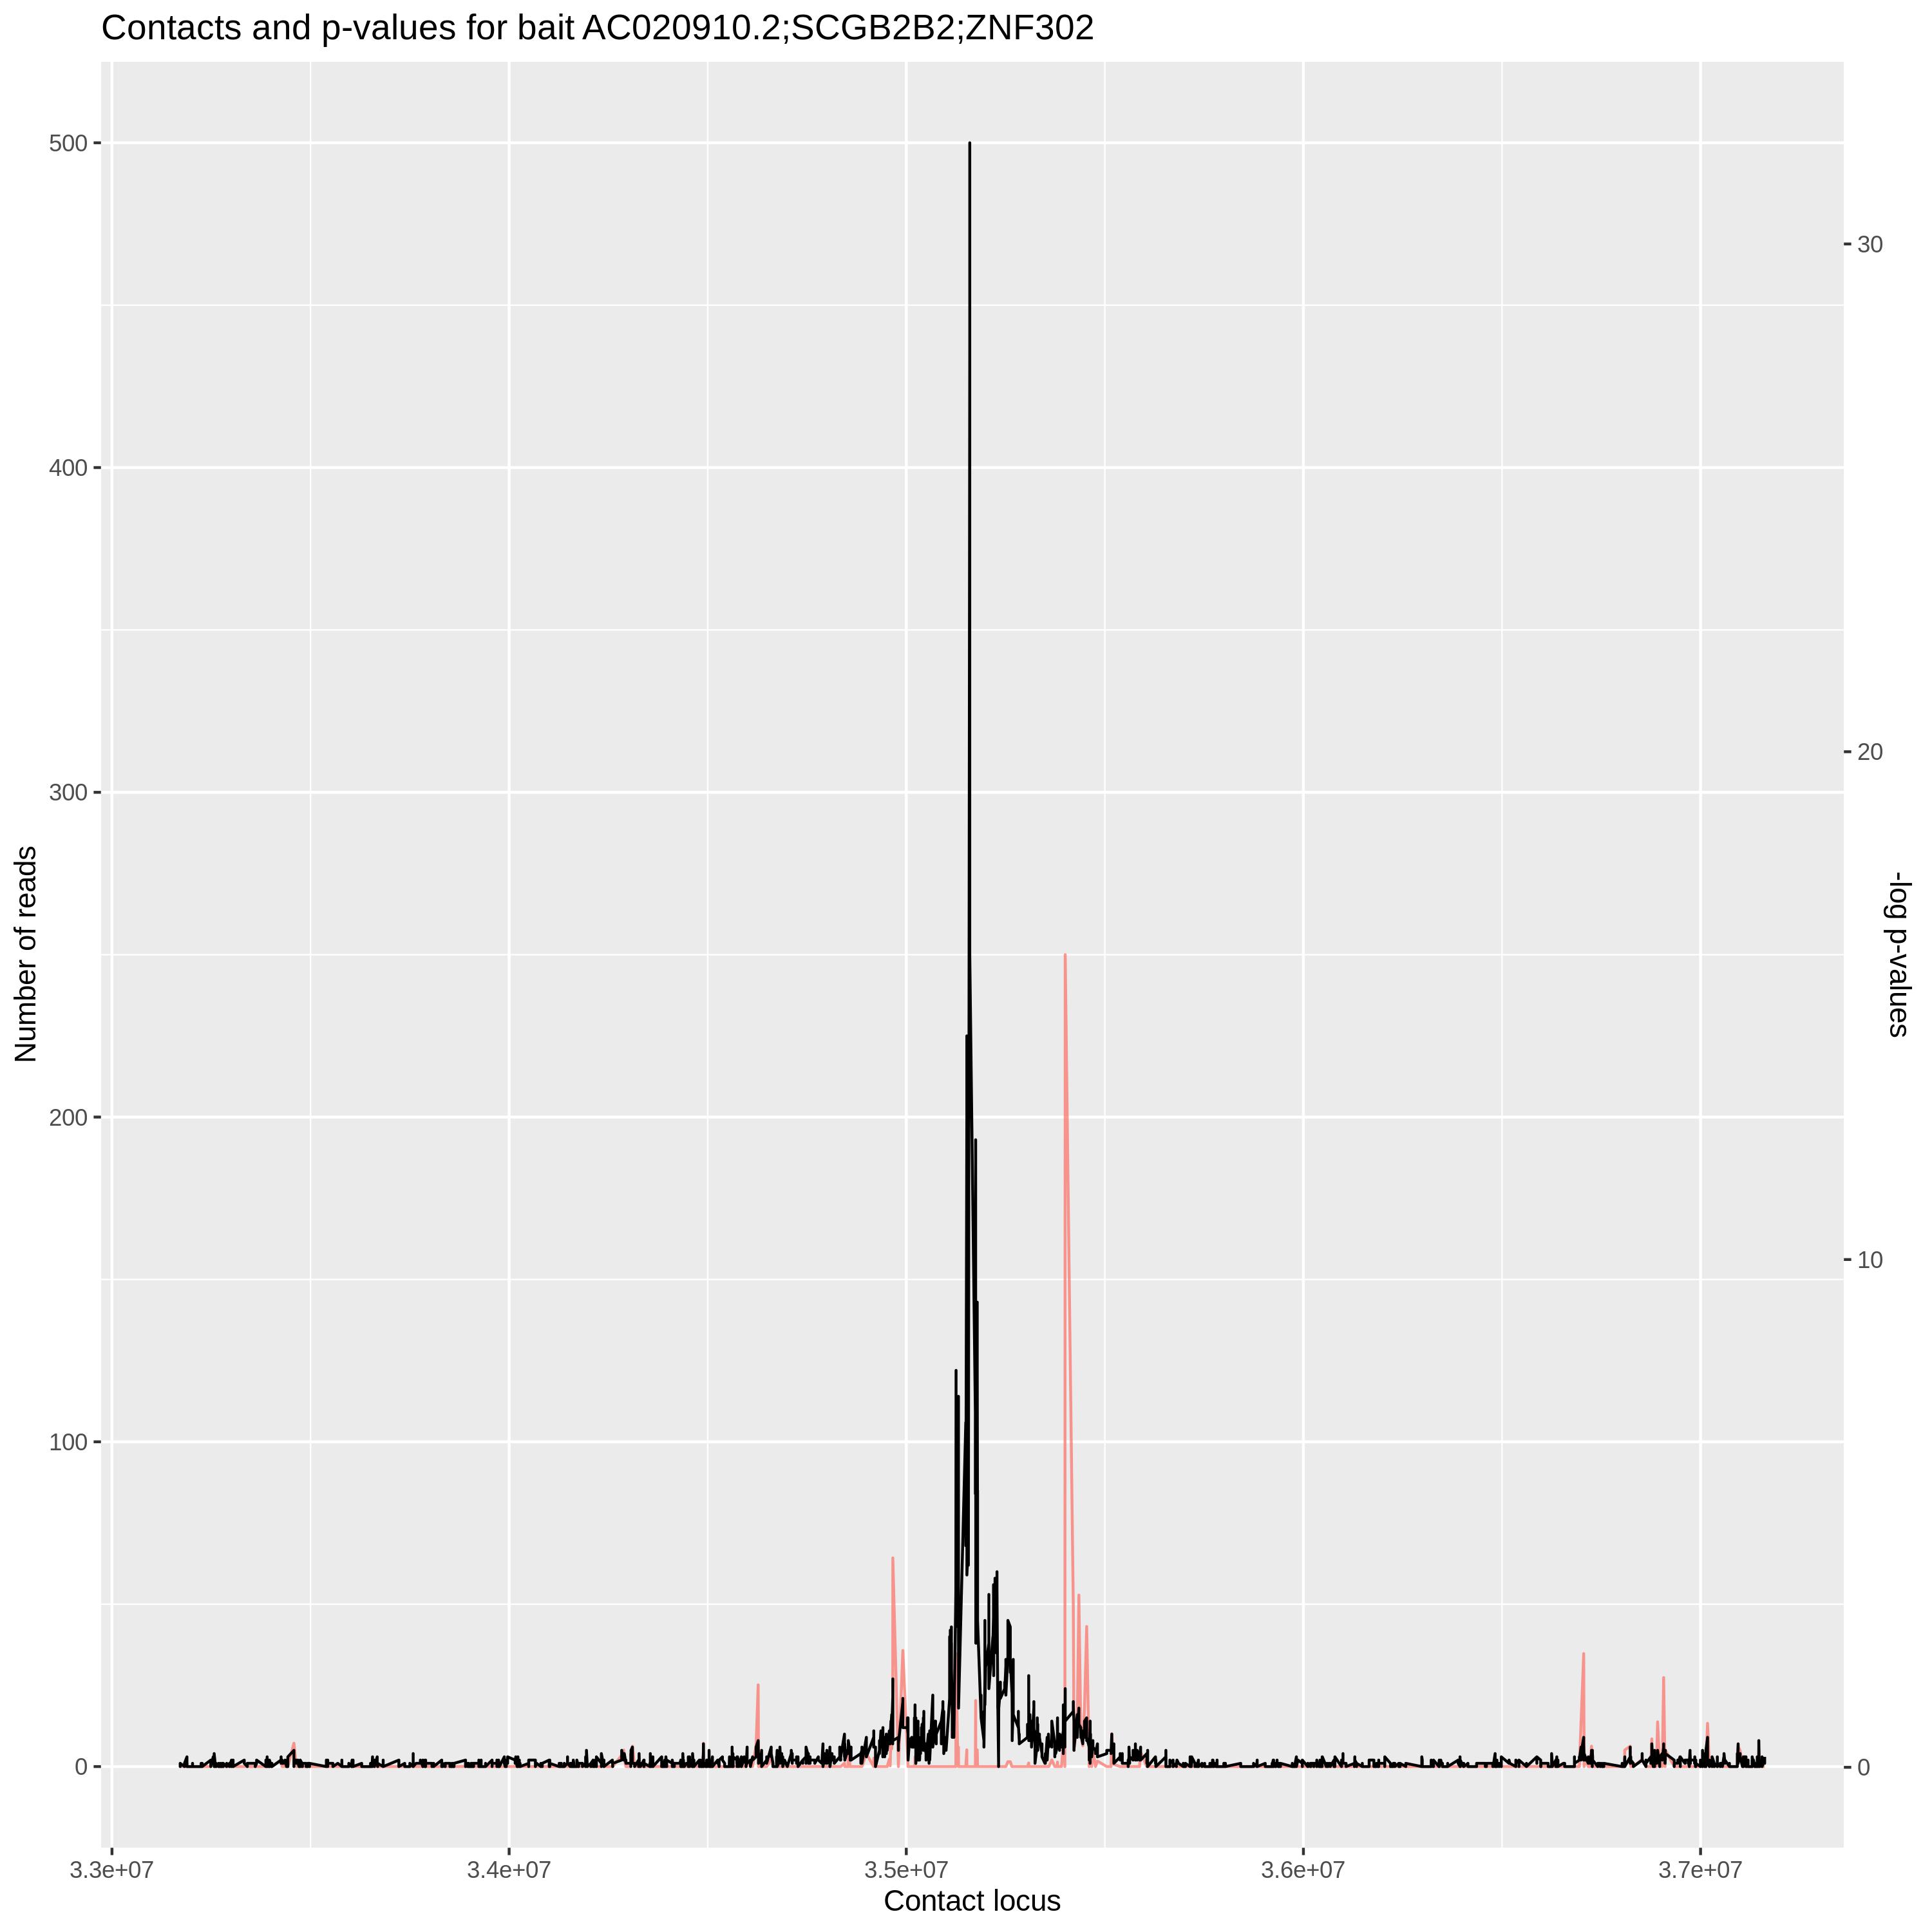 Contacts and p-values for bait AC020910.2;SCGB2B2;ZNF302
500
400
300
200
100
0
Number of reads
30
20
10
0
-log p-values
3.3e+07 3.4e+07 3.5e+07 3.6e+07 3.7e+07
Contact locus